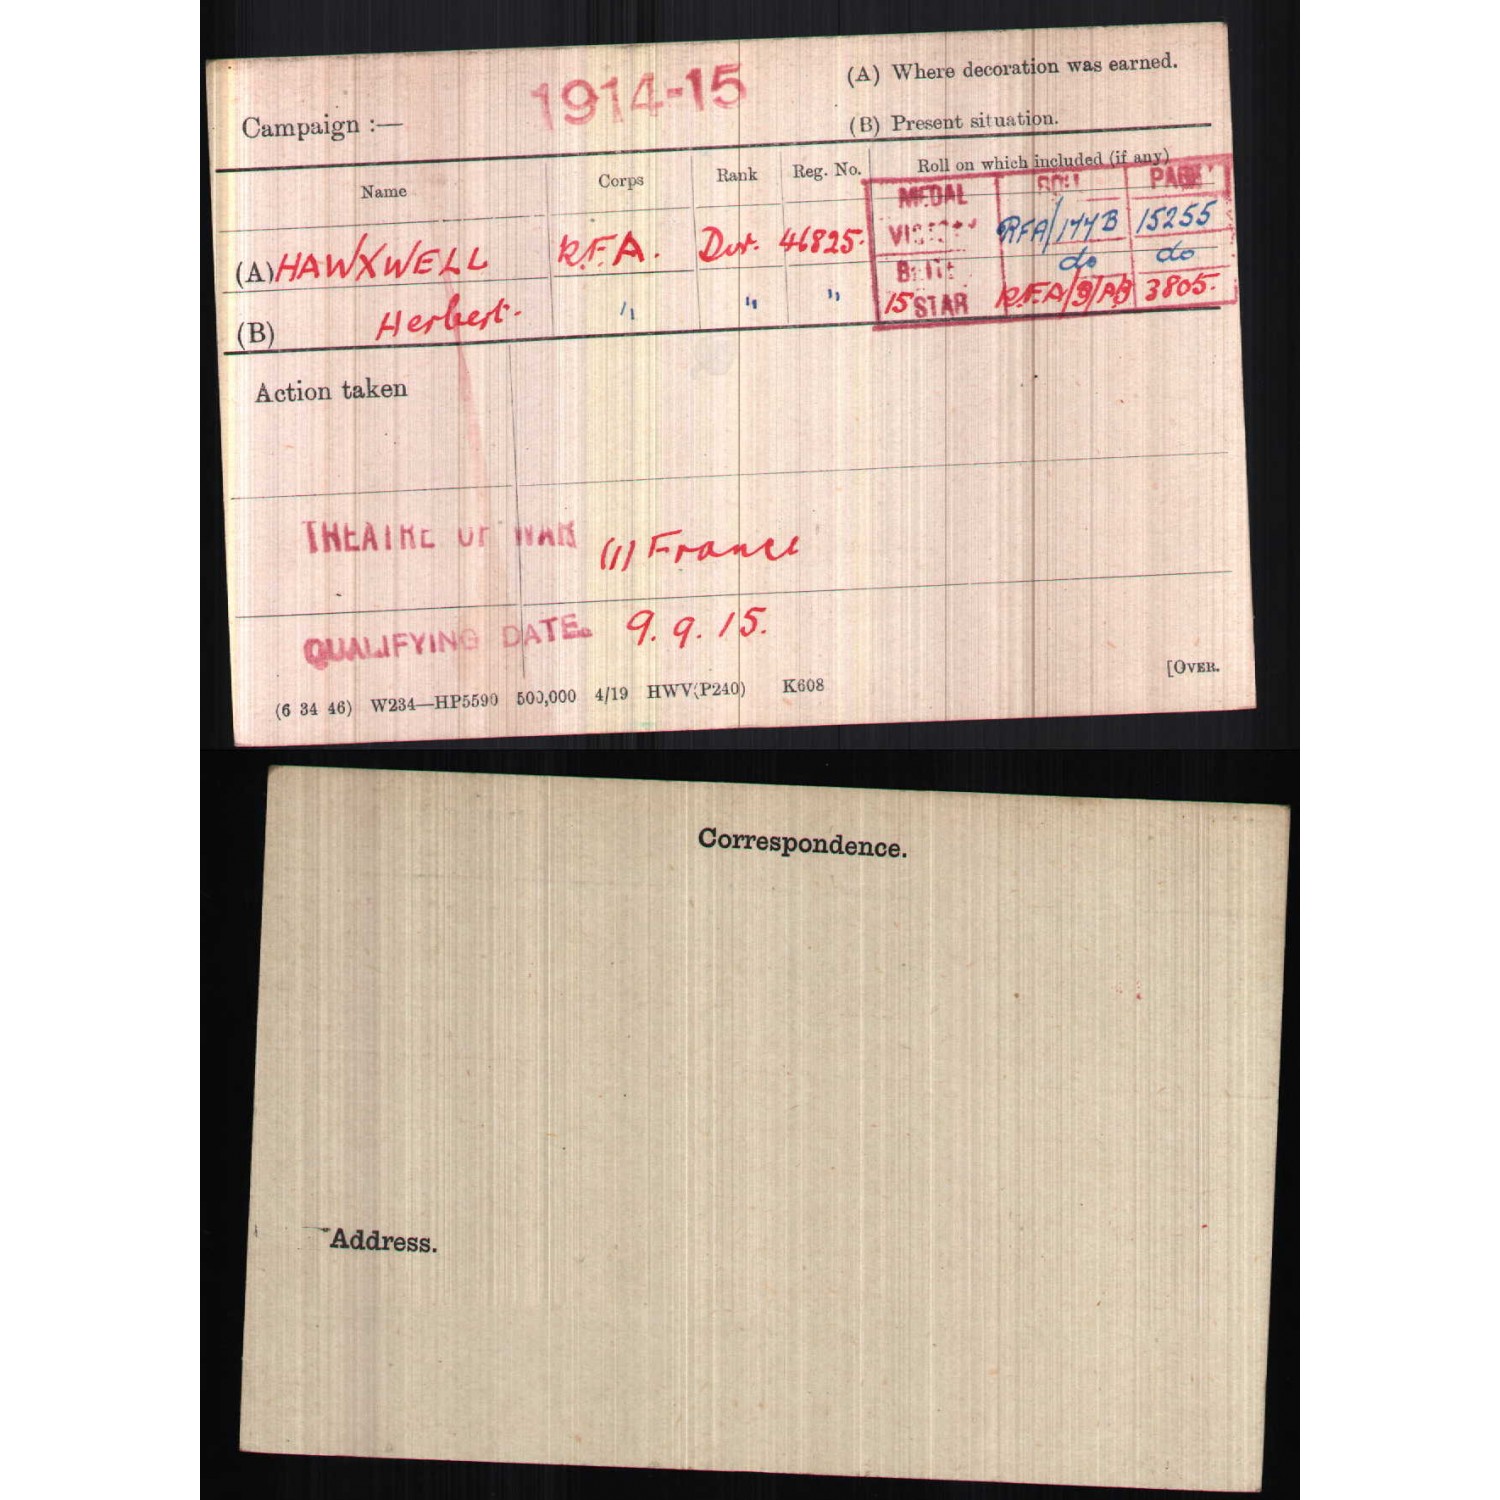 1914-15
(A) Where decoration was earned.
Campaign :—
(B) Present situation.
Name Corps Rank Reg. No. Roll on which included (if any)
MEDAL ROLL PAGE
(A) HAWXWELL R.F.A. Dvr. 46825. VICTORY RFA/144B 15255
BRITISH do do
(B) Herbert. " " " 15 STAR R.F.A/9/AB 3805.
Action taken
THEATRE OF WAR (1) France
QUALIFYING DATE. 9.9.15.
[OVER.
(6 34 46) W234—HP5590 500,000 4/19 HWV(P240) K608
Correspondence.
Address.